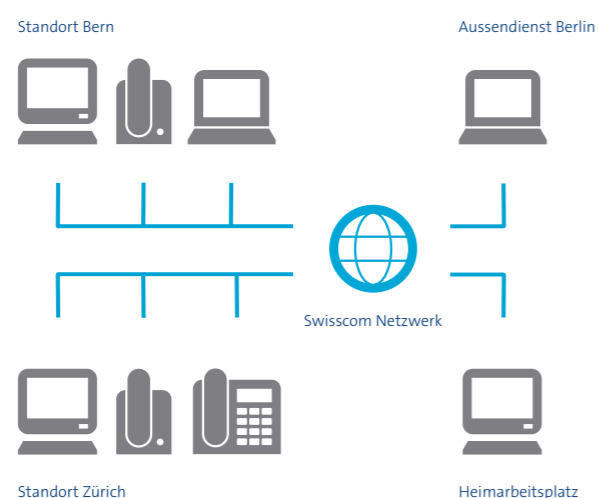 Standort Bern
Aussendienst Berlin
Swisscom Netzwerk
Standort Zürich
Heimarbeitsplatz